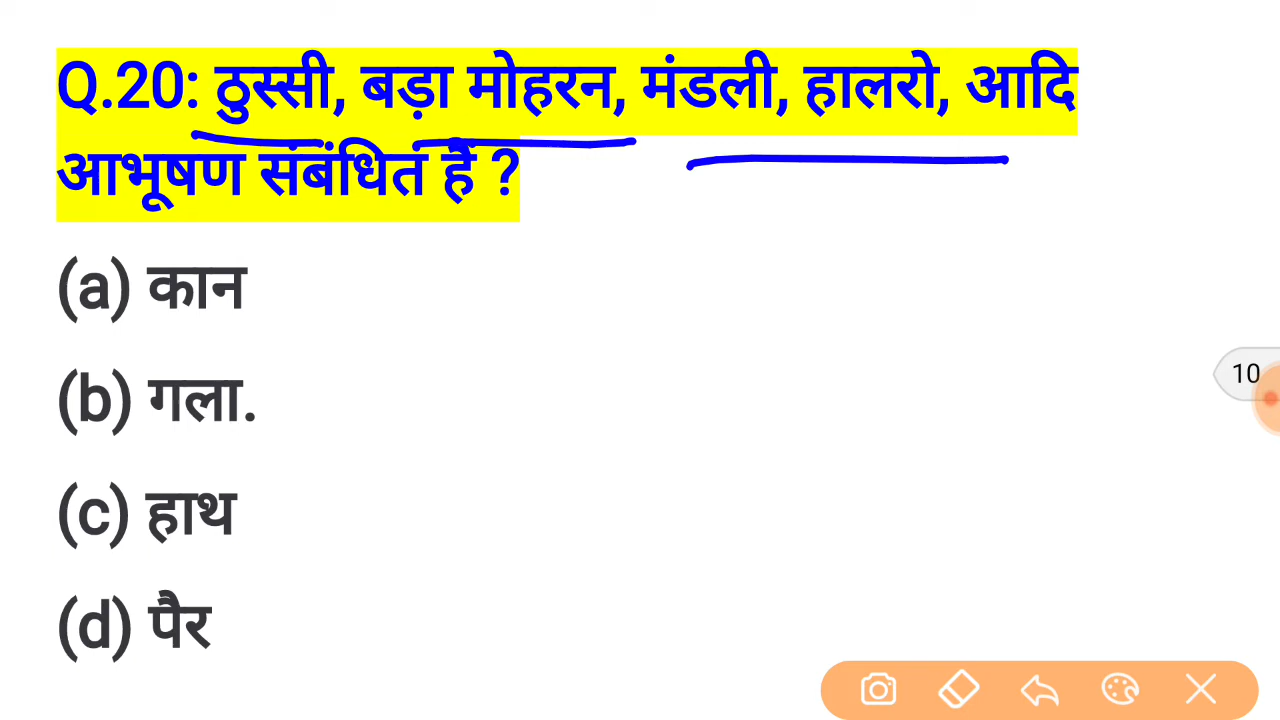 Q.20: ठुस्सी, बड़ा मोहरन, मंडली, हालरो, आदि
आभूषण संबंधित हैं ?
(a) कान
(b) गला.
(c) हाथ
(d) पैर
10